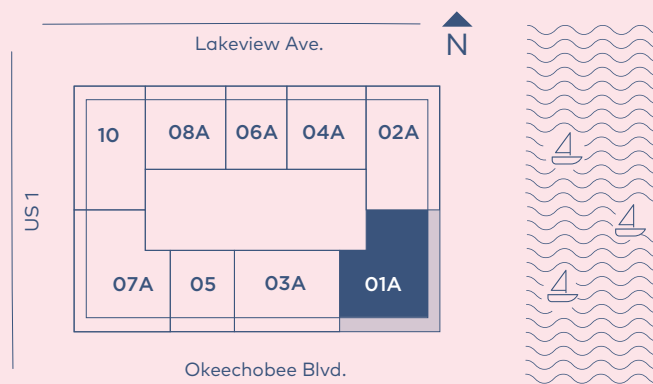 Lakeview Ave.
N
US 1
10
08A
06A
04A
02A
07A
05
03A
01A
Okeechobee Blvd.